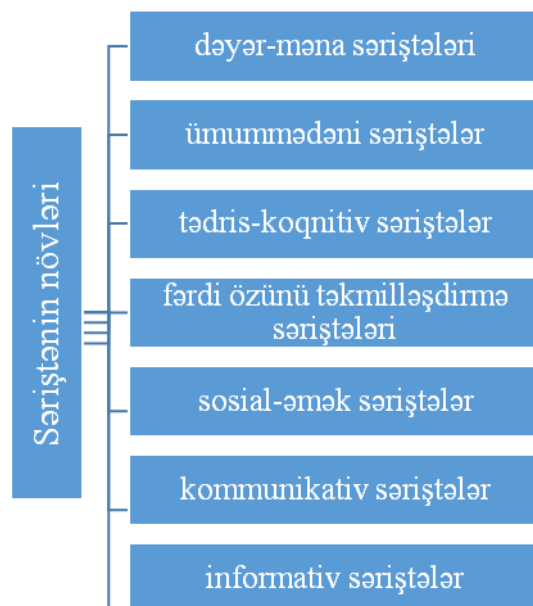 Səriştənin növləri
dəyər-məna səriştələri
ümummədəni səriştələr
tədris-koqnitiv səriştələr
fərdi özünü təkmilləşdirmə
səriştələri
sosial-əmək səriştələr
kommunikativ səriştələr
informativ səriştələr